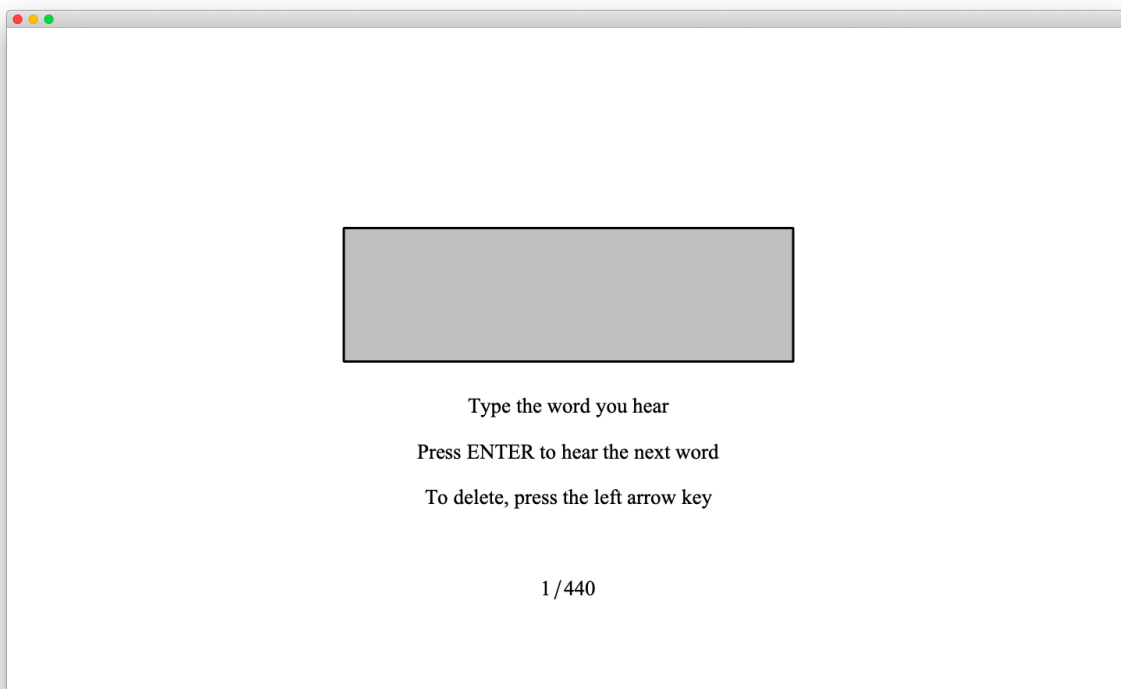 Type the word you hear
Press ENTER to hear the next word
To delete, press the left arrow key
1/440